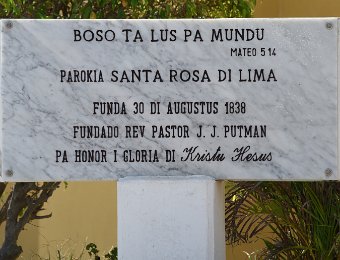 BOSO TA LUS PA MUNDU
MATEO 5 14
PAROKIA SANTA ROSA DI LIMA
FUNDA 30 DI AUGUSTUS 1838
FUNDADO REV PASTOR J. J. PUTMAN
PA HONOR I GLORIA DI Kristu Hesus